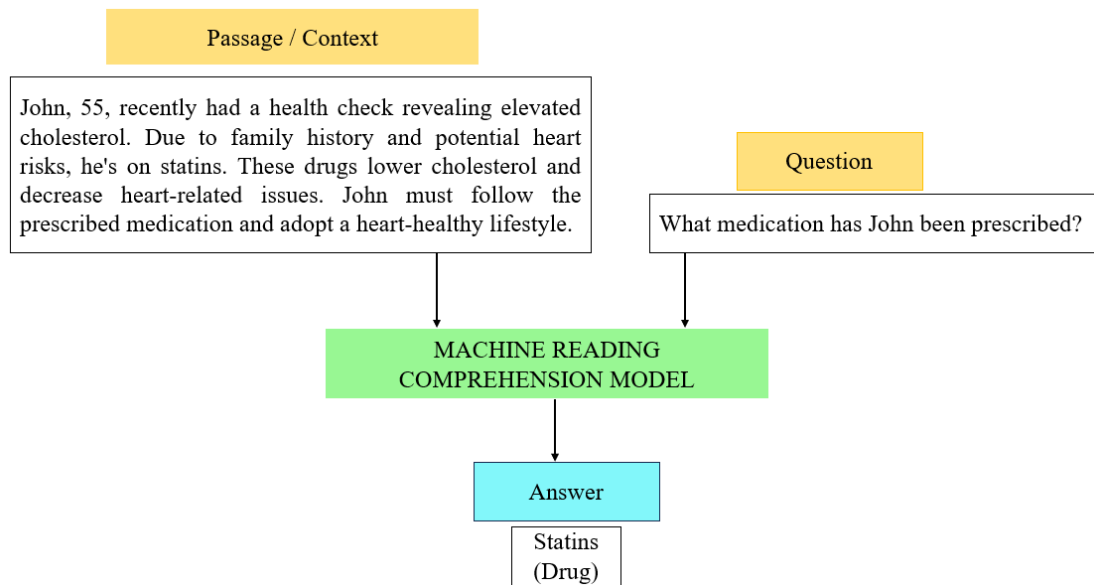 Passage / Context
John, 55, recently had a health check revealing elevated
cholesterol. Due to family history and potential heart
risks, he's on statins. These drugs lower cholesterol and
decrease heart-related issues. John must follow the
prescribed medication and adopt a heart-healthy lifestyle.
Question
What medication has John been prescribed?
MACHINE READING
COMPREHENSION MODEL
Answer
Statins
(Drug)